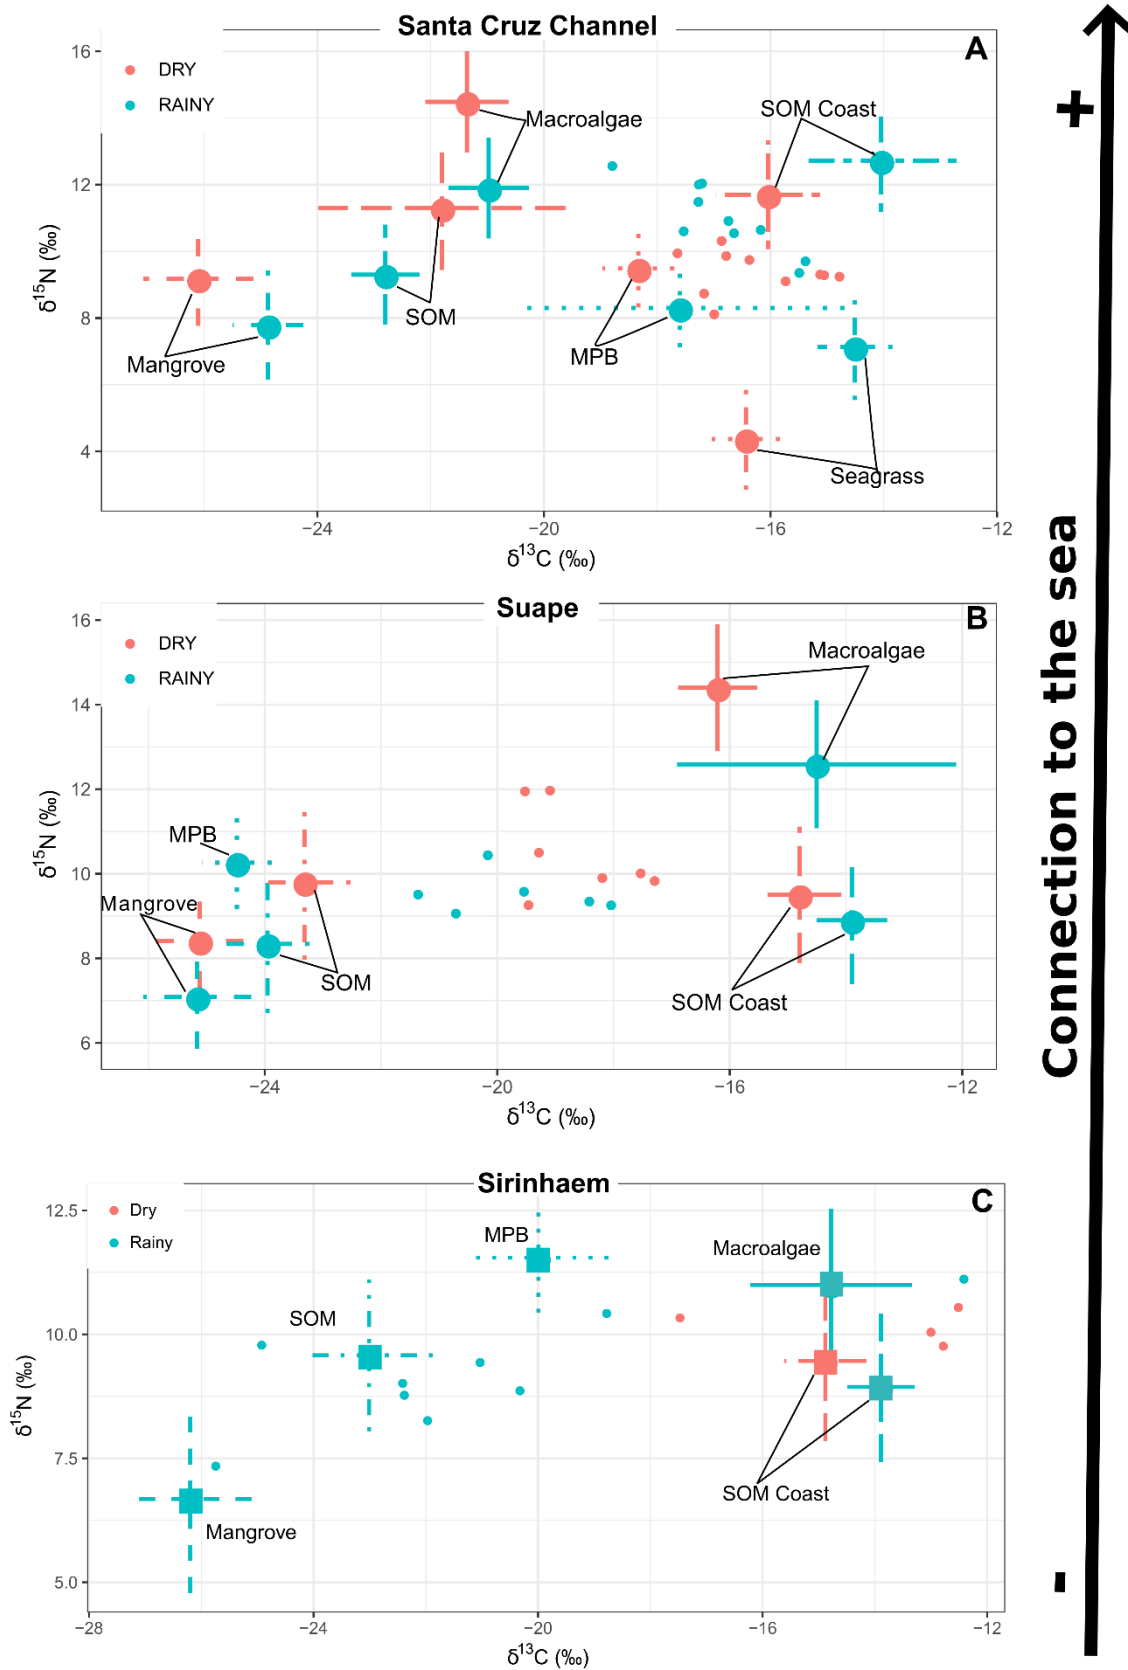 Santa Cruz Channel
A
DRY
RAINY
Macroalgae
SOM Coast
SOM
Mangrove
MPB
Seagrass
16
12
8
4
δ15N (‰)
−24
−20
−16
−12
δ13C (‰)
Suape
B
DRY
RAINY
Macroalgae
MPB
Mangrove
SOM
SOM Coast
16
14
12
10
8
6
δ15N (‰)
−24
−20
−16
−12
δ13C (‰)
Sirinhaem
C
Dry
Rainy
MPB
Macroalgae
SOM
SOM Coast
Mangrove
12.5
10.0
7.5
5.0
δ15N (‰)
−28
−24
−20
−16
−12
δ13C (‰)
+
Connection to the sea
-